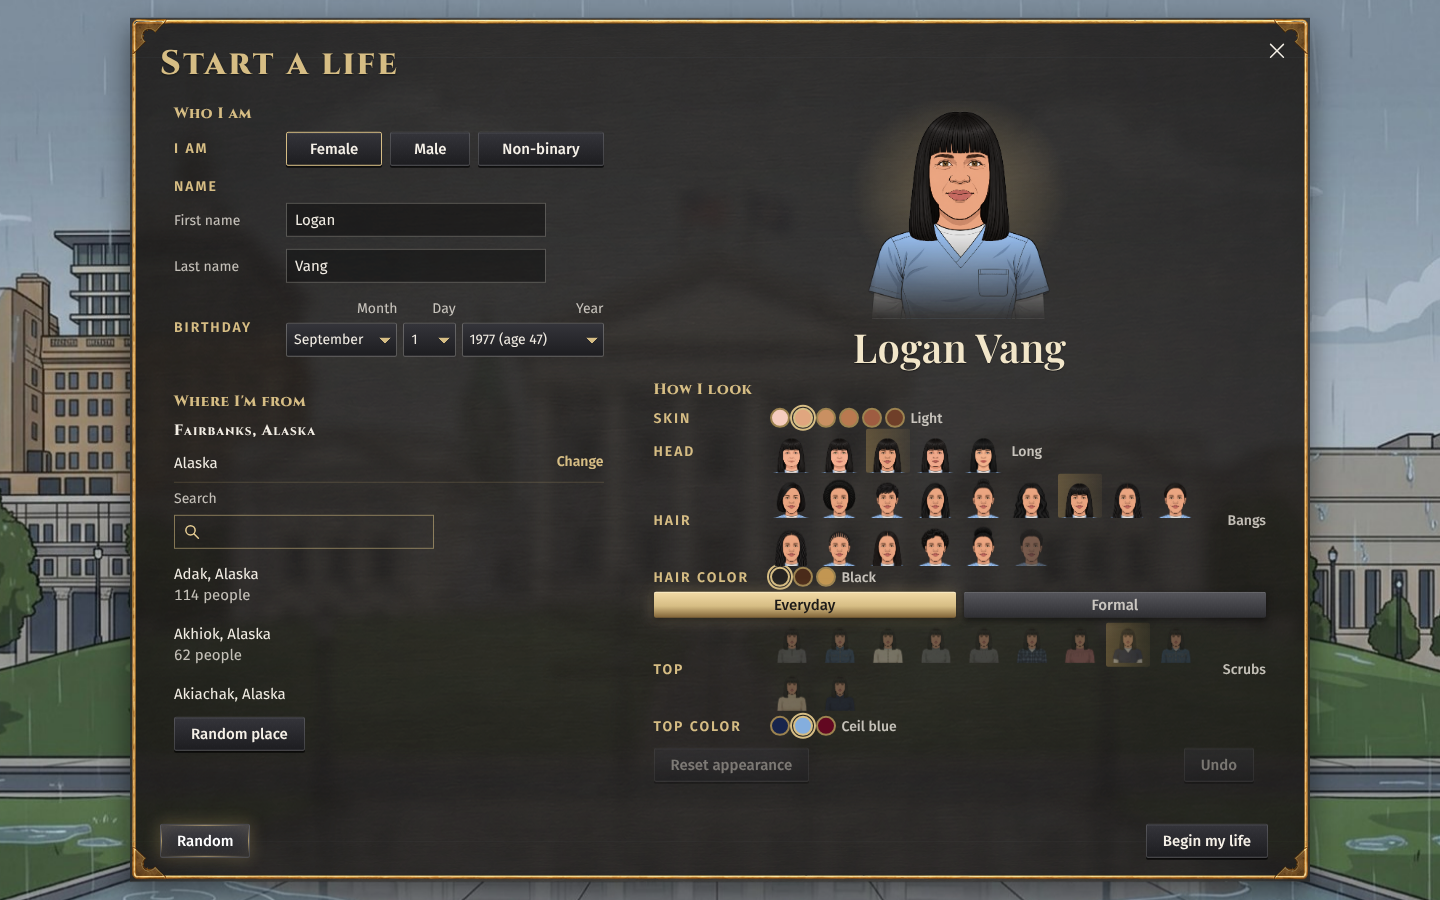 START A LIFE
WHO I AM
I AM
Female
Male
Non-binary
NAME
First name
Logan
Last name
Vang
Month
Day
Year
BIRTHDAY
September
1
1977 (age 47)
WHERE I'M FROM
FAIRBANKS, ALASKA
Alaska
Change
Search
Adak, Alaska
114 people
Akhiok, Alaska
62 people
Akiachak, Alaska
Random place
Random
Logan Vang
HOW I LOOK
SKIN
Light
HEAD
Long
HAIR
Bangs
HAIR COLOR
Black
Everyday
Formal
TOP
Scrubs
TOP COLOR
Ceil blue
Reset appearance
Undo
Begin my life